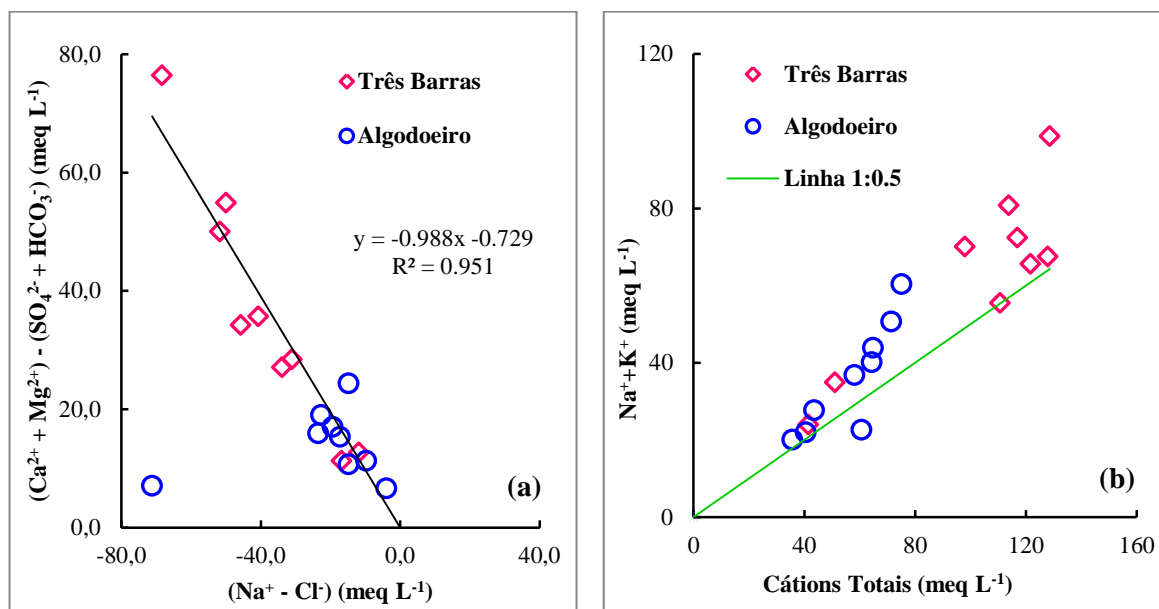 (Ca²⁺ + Mg²⁺) - (SO₄²⁻ + HCO₃⁻) (meq L⁻¹)
80,0
60,0
40,0
20,0
0,0
-80,0 -40,0 0,0 40,0
(Na⁺ - Cl⁻) (meq L⁻¹)
Três Barras
Algodoeiro
y = -0.988x -0.729
R² = 0.951
(a)
Na⁺+K⁺ (meq L⁻¹)
120
80
40
0
0 40 80 120 160
Cátions Totais (meq L⁻¹)
Três Barras
Algodoeiro
Linha 1:0.5
(b)